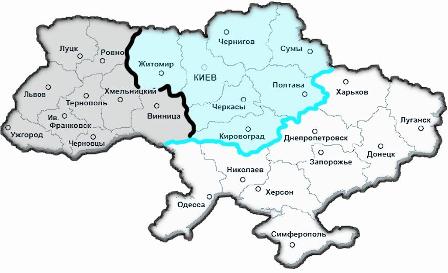 Луцк
Ровно
Житомир
Чернигов
Сумы
КИЕВ
Львов
Тернополь
Хмельницкий
Винница
Черкасы
Полтава
Харьков
Ужгород
Ив.
Франковск
Черновцы
Кировоград
Днепропетровск
Луганск
Донецк
Запорожье
Николаев
Херсон
Одесса
Симферополь